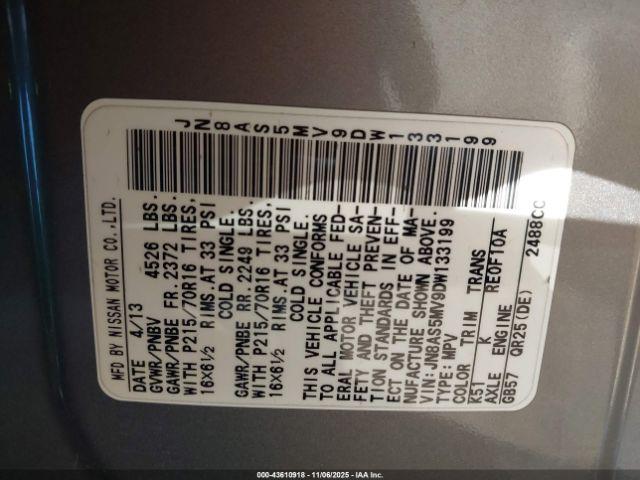 JN8AS5MV9DW133199
MFD BY NISSAN MOTOR CO.,LTD.
DATE 4/13
GVWR/PNBV 4526 LBS.
GAWR/PNBE FR. 2372 LBS.
WITH P215/70R16 TIRES,
16X6½ RIMS.AT 33 PSI
COLD SINGLE.
GAWR/PNBE RR. 2249 LBS.
WITH P215/70R16 TIRES,
16X6½ RIMS.AT 33 PSI
COLD SINGLE.
THIS VEHICLE CONFORMS
TO ALL APPLICABLE FED-
ERAL MOTOR VEHICLE SA-
FETY AND THEFT PREVEN-
TION STANDARDS IN EFF-
ECT ON THE DATE OF MA-
NUFACTURE SHOWN ABOVE.
VIN:JN8AS5MV9DW133199
TYPE: MPV
COLOR TRIM TRANS
K51 K RE0F10A
AXLE ENGINE
GB57 QR25(DE) 2488CC
000-43610918 - 11/06/2025 - IAA Inc.